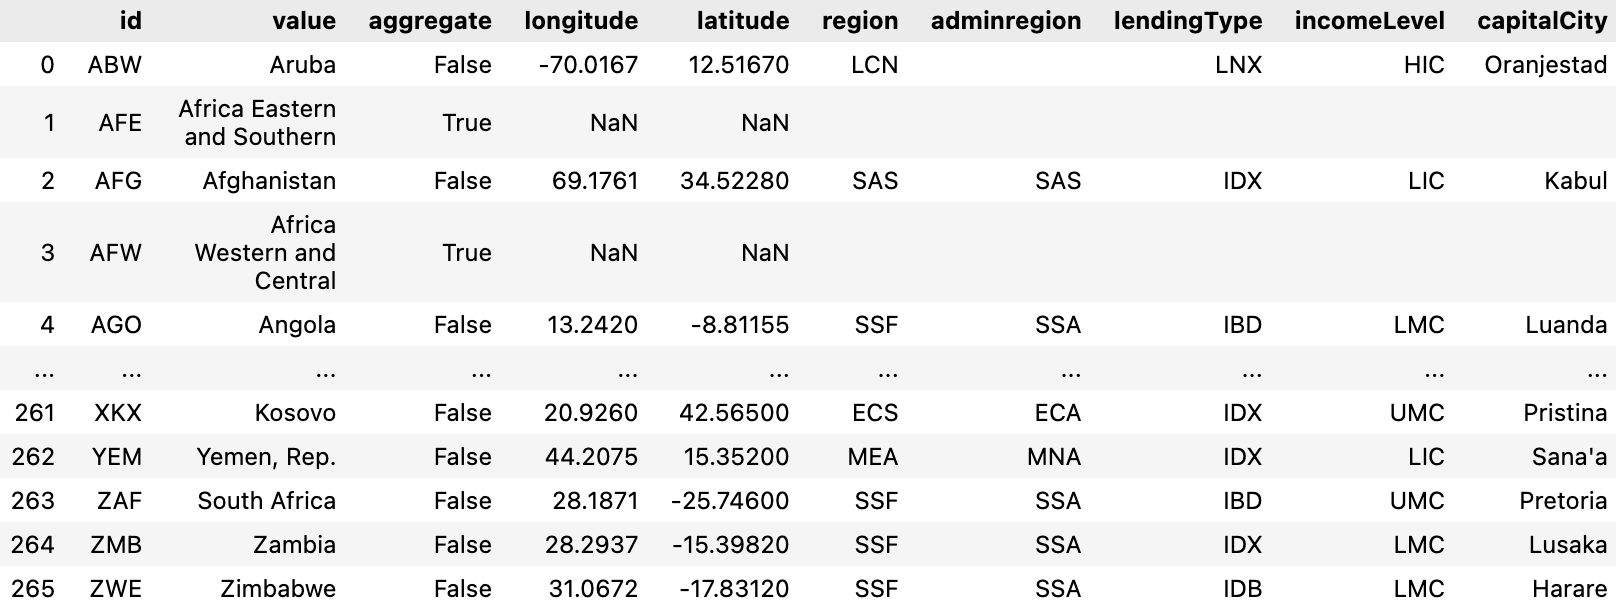 id value aggregate longitude latitude region adminregion lendingType incomeLevel capitalCity
0 ABW Aruba False -70.0167 12.51670 LCN LNX HIC Oranjestad
1 AFE Africa Eastern and Southern True NaN NaN
2 AFG Afghanistan False 69.1761 34.52280 SAS SAS IDX LIC Kabul
3 AFW Africa Western and Central True NaN NaN
4 AGO Angola False 13.2420 -8.81155 SSF SSA IBD LMC Luanda
... ... ... ... ... ... ... ... ... ... ...
261 XKX Kosovo False 20.9260 42.56500 ECS ECA IDX UMC Pristina
262 YEM Yemen, Rep. False 44.2075 15.35200 MEA MNA IDX LIC Sana'a
263 ZAF South Africa False 28.1871 -25.74600 SSF SSA IBD UMC Pretoria
264 ZMB Zambia False 28.2937 -15.39820 SSF SSA IDX LMC Lusaka
265 ZWE Zimbabwe False 31.0672 -17.83120 SSF SSA IDB LMC Harare